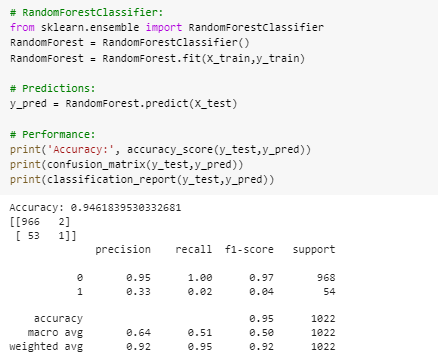 # RandomForestClassifier:
from sklearn.ensemble import RandomForestClassifier
RandomForest = RandomForestClassifier()
RandomForest = RandomForest.fit(X_train,y_train)

# Predictions:
y_pred = RandomForest.predict(X_test)

# Performance:
print('Accuracy:', accuracy_score(y_test,y_pred))
print(confusion_matrix(y_test,y_pred))
print(classification_report(y_test,y_pred))

Accuracy: 0.9461839530332681
[[966   2]
 [ 53   1]]
              precision    recall  f1-score   support

           0       0.95      1.00      0.97       968
           1       0.33      0.02      0.04        54

    accuracy                           0.95      1022
   macro avg       0.64      0.51      0.50      1022
weighted avg       0.92      0.95      0.92      1022